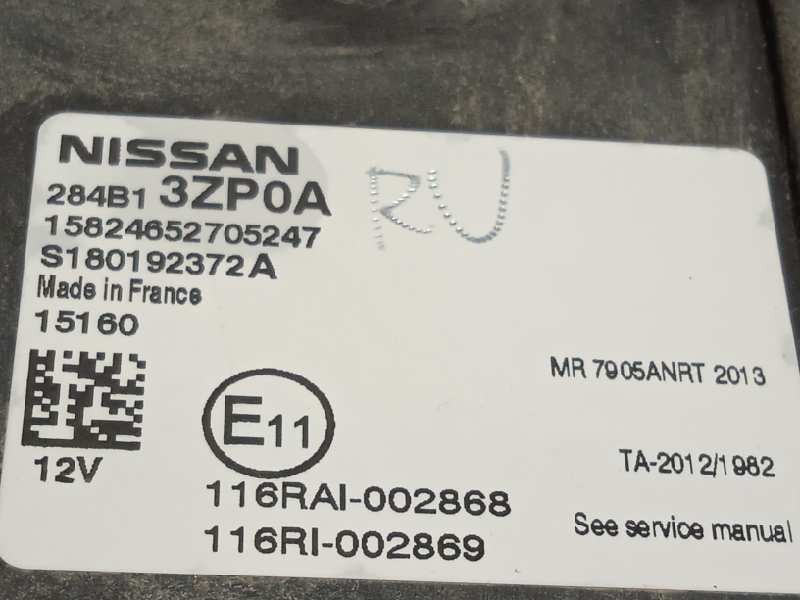 NISSAN
284B1 3ZP0A
15824652705247
S180192372A
Made in France
15160
RU
12V
E11
116RAI-002868
116RI-002869
MR 7905ANRT 2013
TA-2012/1982
See service manual